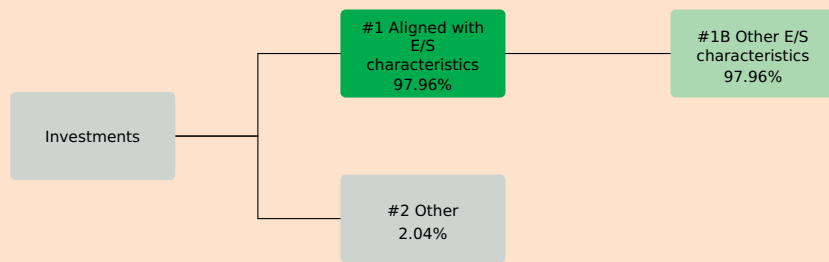 #1 Aligned with
E/S
characteristics
97.96%
#1B Other E/S
characteristics
97.96%
Investments
#2 Other
2.04%